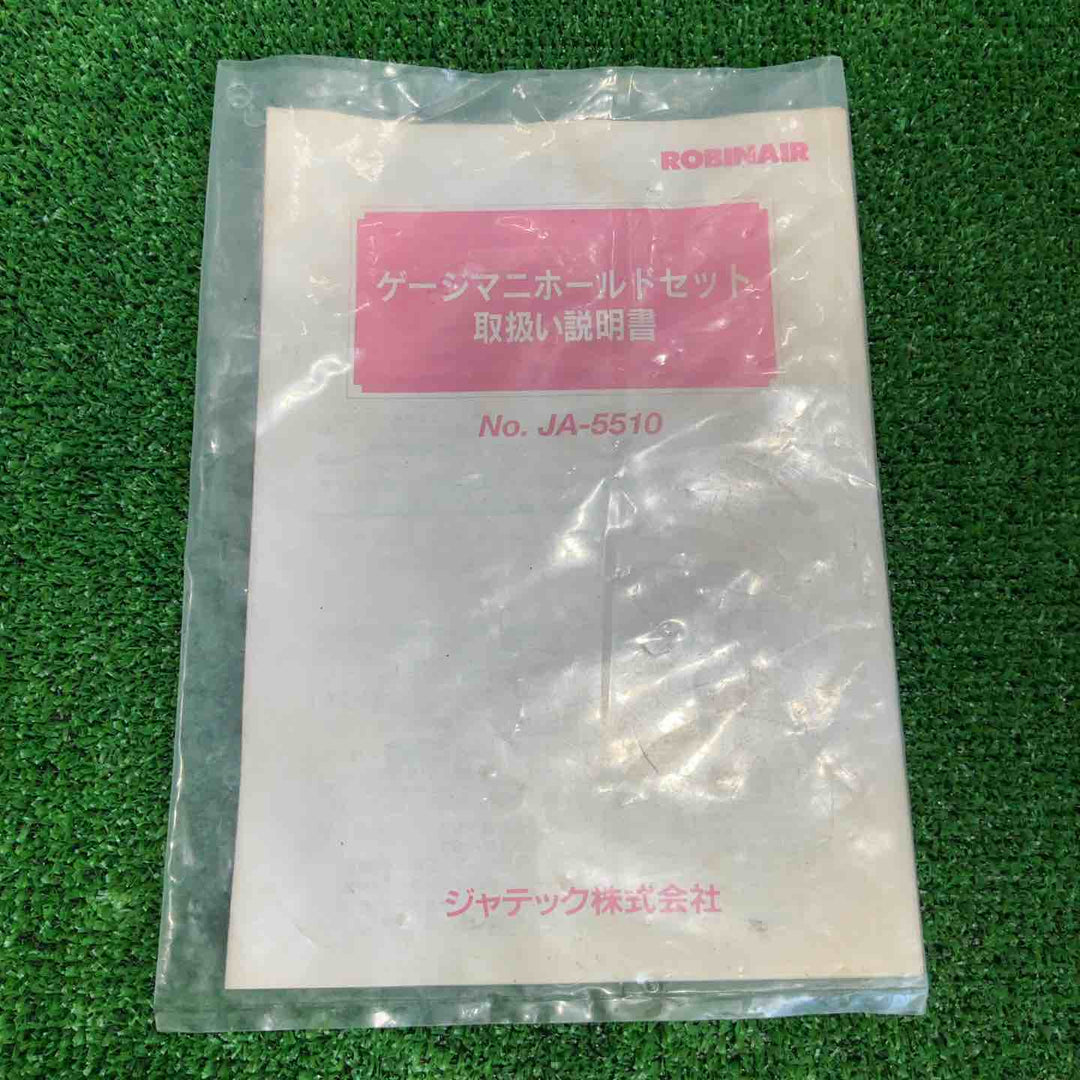 ROBINAIR
ゲージマニホールドセット
取扱い説明書
No. JA-5510
ジャテック株式会社